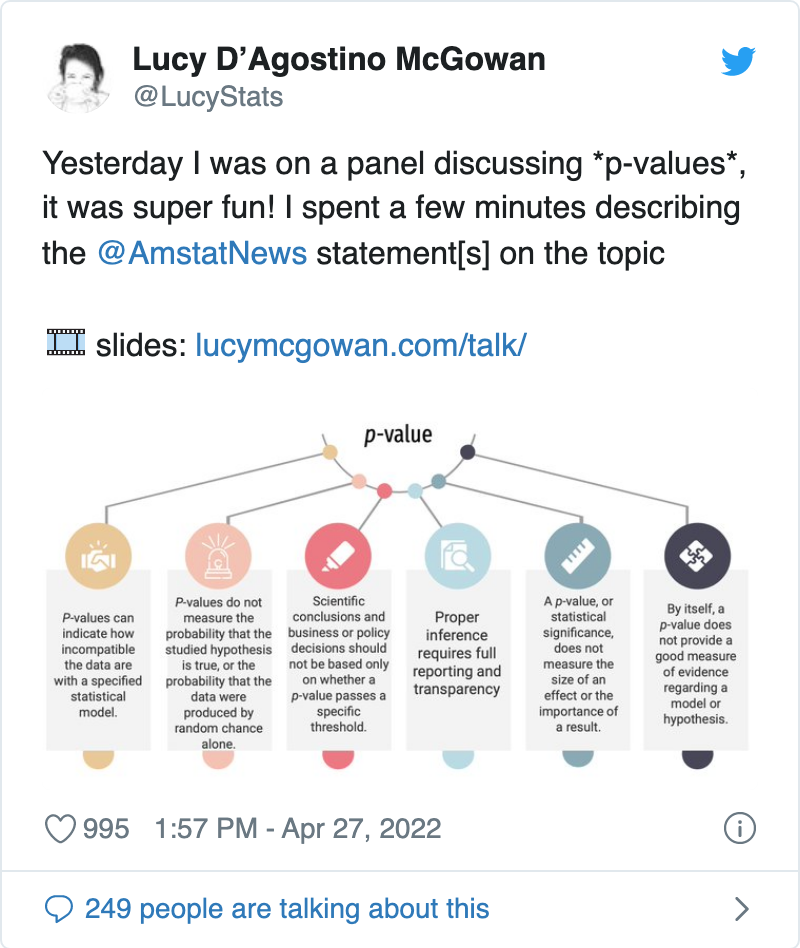 Lucy D’Agostino McGowan
@LucyStats
Yesterday I was on a panel discussing *p-values*,
it was super fun! I spent a few minutes describing
the @AmstatNews statement[s] on the topic
🎞️ slides: lucymcgowan.com/talk/
p-value
P-values can
indicate how
incompatible
the data are
with a specified
statistical
model.
P-values do not
measure the
probability that the
studied hypothesis
is true, or the
probability that the
data were
produced by
random chance
alone.
Scientific
conclusions and
business or policy
decisions should
not be based only
on whether a
p-value passes a
specific
threshold.
Proper
inference
requires full
reporting and
transparency
A p-value, or
statistical
significance,
does not
measure the
size of an
effect or the
importance of
a result.
By itself, a
p-value does
not provide a
good measure
of evidence
regarding a
model or
hypothesis.
995 1:57 PM - Apr 27, 2022
249 people are talking about this